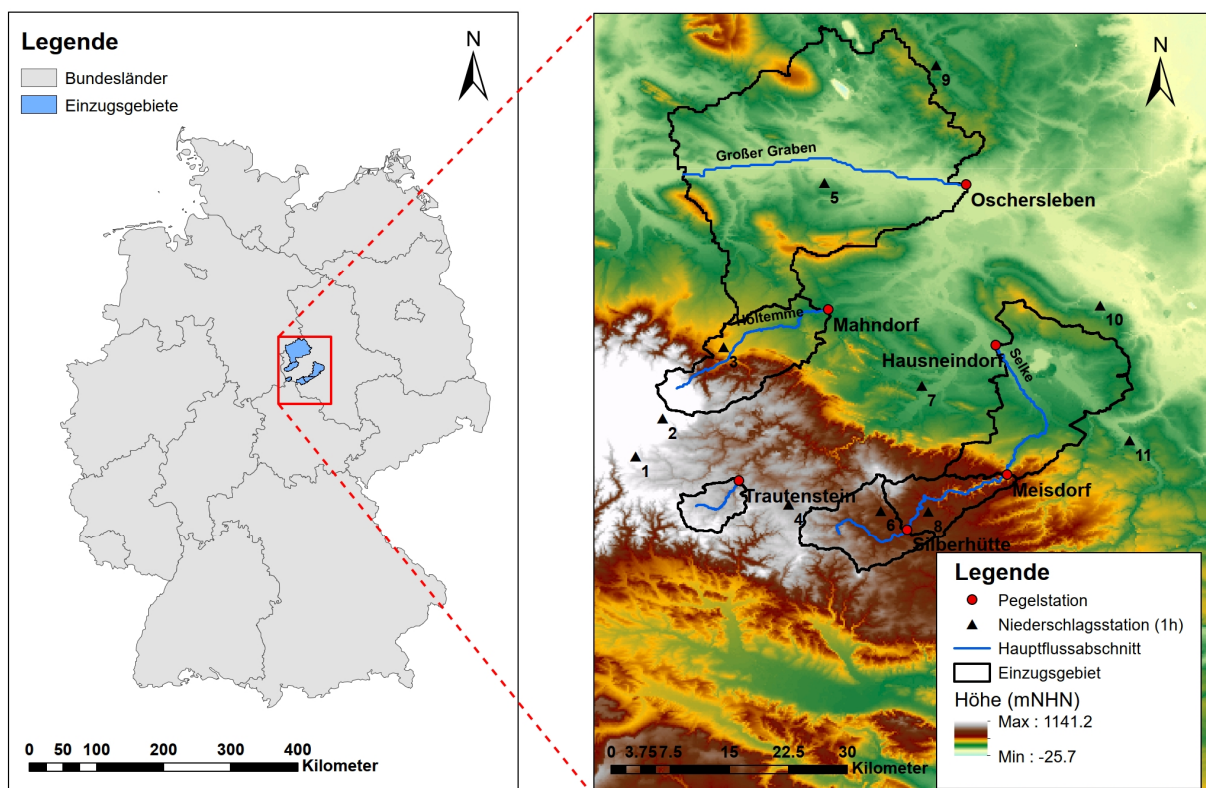 Legende
Bundesländer
Einzugsgebiete
N
0 50 100 200 300 400
Kilometer
N
9
Großer Graben
5
Oschersleben
10
Holtemme
Mahndorf
3
Hausneindorf
Selke
7
2
11
1
Trautenstein
Meisdorf
4
6
8
Silberhütte
Legende
Pegelstation
Niederschlagsstation (1h)
Hauptflussabschnitt
Einzugsgebiet
Höhe (mNHN)
Max : 1141.2
Min : -25.7
0 3.75 7.5 15 22.5 30
Kilometer